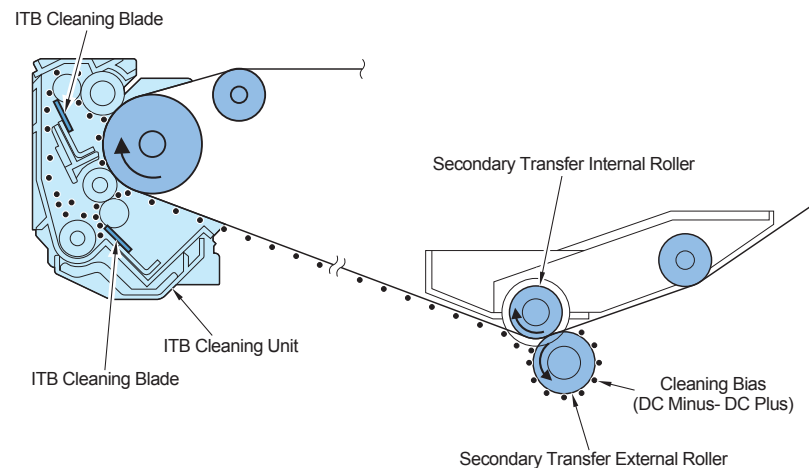 ITB Cleaning Blade
Secondary Transfer Internal Roller
ITB Cleaning Unit
ITB Cleaning Blade
Cleaning Bias
(DC Minus- DC Plus)
Secondary Transfer External Roller